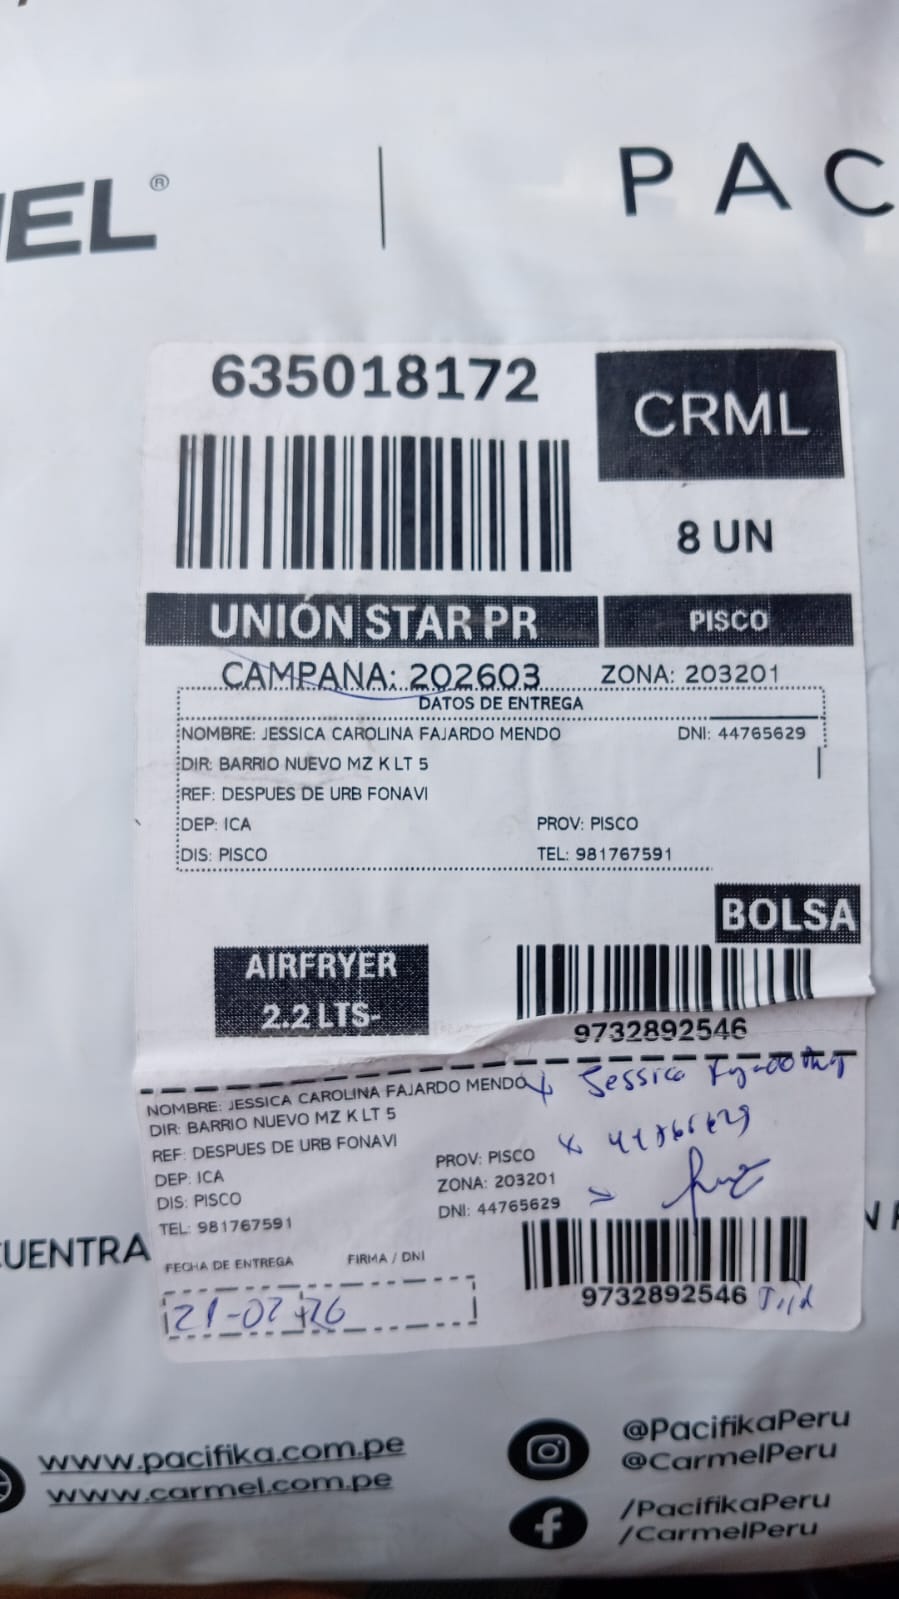 EL®
PAC
635018172
CRML
8 UN
UNIÓN STAR PR
PISCO
CAMPANA: 202603 ZONA: 203201
DATOS DE ENTREGA
NOMBRE: JESSICA CAROLINA FAJARDO MENDO DNI: 44765629
DIR: BARRIO NUEVO MZ K LT 5
REF: DESPUES DE URB FONAVI
DEP: ICA PROV: PISCO
DIS: PISCO TEL: 981767591
BOLSA
AIRFRYER
2.2 LTS-
9732892546
NOMBRE: JESSICA CAROLINA FAJARDO MENDO
x Jessica
DIR: BARRIO NUEVO MZ K LT 5
REF: DESPUES DE URB FONAVI
DEP: ICA PROV: PISCO
DIS: PISCO ZONA: 203201
TEL: 981767591 DNI: 44765629
FECHA DE ENTREGA FIRMA / DNI
21-02-26
9732892546
CUENTRA
N
www.pacifika.com.pe
www.carmel.com.pe
@PacifikaPeru
@CarmelPeru
/PacifikaPeru
/CarmelPeru